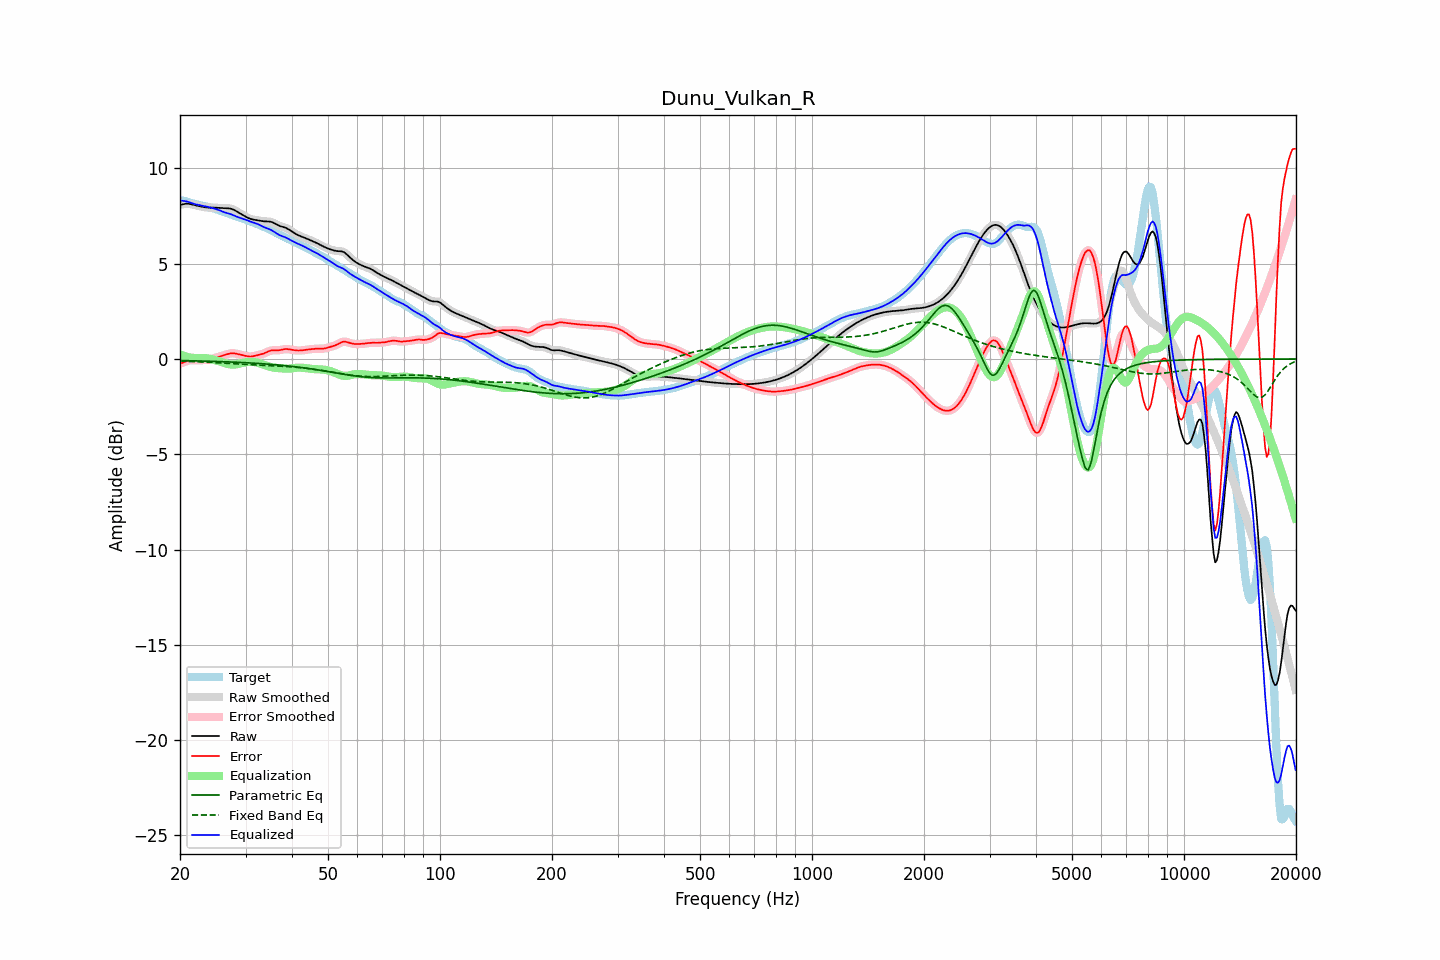 Dunu_Vulkan_R
Amplitude (dBr)
10
5
0
−5
−10
−15
−20
−25
Target
Raw Smoothed
Error Smoothed
Raw
Error
Equalization
Parametric Eq
Fixed Band Eq
Equalized
20 50 100 200 500 1000 2000 5000 10000 20000
Frequency (Hz)